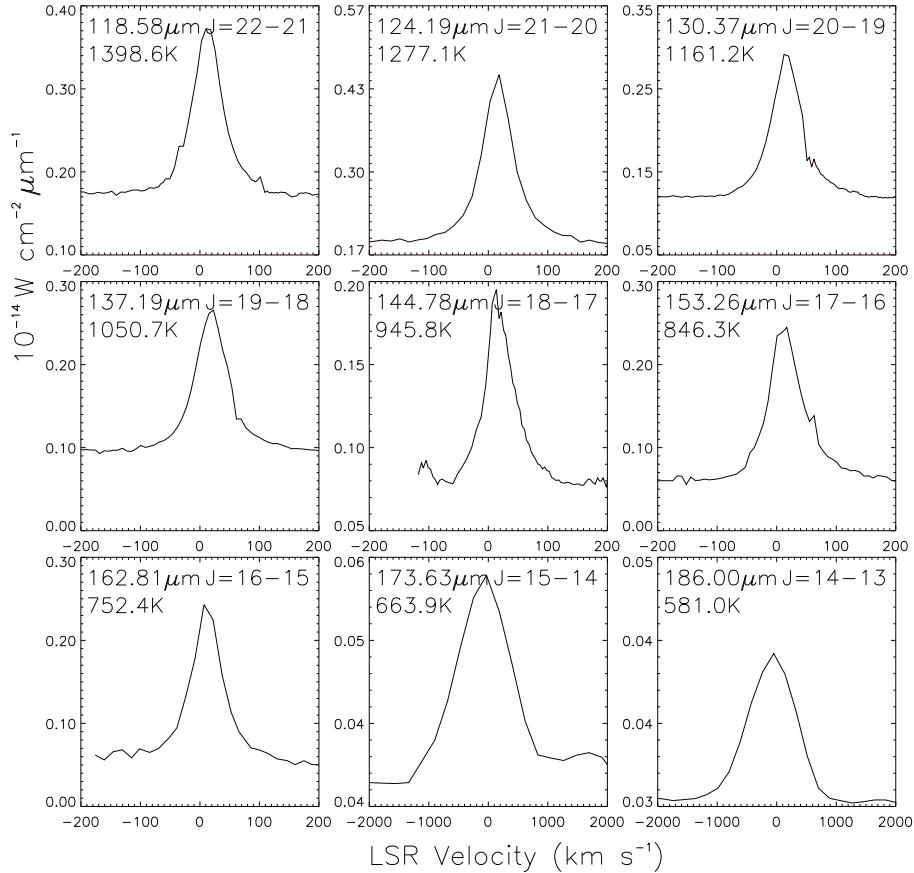 118.58μm J=22−21
1398.6K
124.19μm J=21−20
1277.1K
130.37μm J=20−19
1161.2K
0.40
0.30
0.20
0.10
0.57
0.43
0.30
0.17
0.35
0.25
0.15
0.05
−200 −100 0 100 200
−200 −100 0 100 200
−200 −100 0 100 200
10⁻¹⁴ W cm⁻² μm⁻¹
137.19μm J=19−18
1050.7K
144.78μm J=18−17
945.8K
153.26μm J=17−16
846.3K
0.30
0.20
0.10
0.00
0.20
0.15
0.10
0.05
0.30
0.20
0.10
0.00
−200 −100 0 100 200
−200 −100 0 100 200
−200 −100 0 100 200
162.81μm J=16−15
752.4K
173.63μm J=15−14
663.9K
186.00μm J=14−13
581.0K
0.30
0.20
0.10
0.00
0.06
0.05
0.04
0.04
0.05
0.04
0.04
0.03
−200 −100 0 100 200
−2000 −1000 0 1000 2000
−2000 −1000 0 1000 2000
LSR Velocity (km s⁻¹)